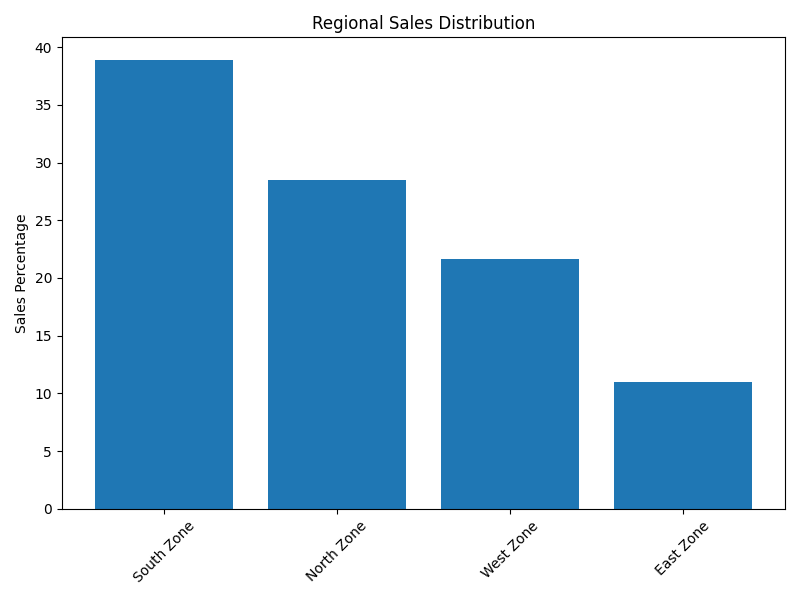 Regional Sales Distribution
Sales Percentage
40
35
30
25
20
15
10
5
0
South Zone
North Zone
West Zone
East Zone